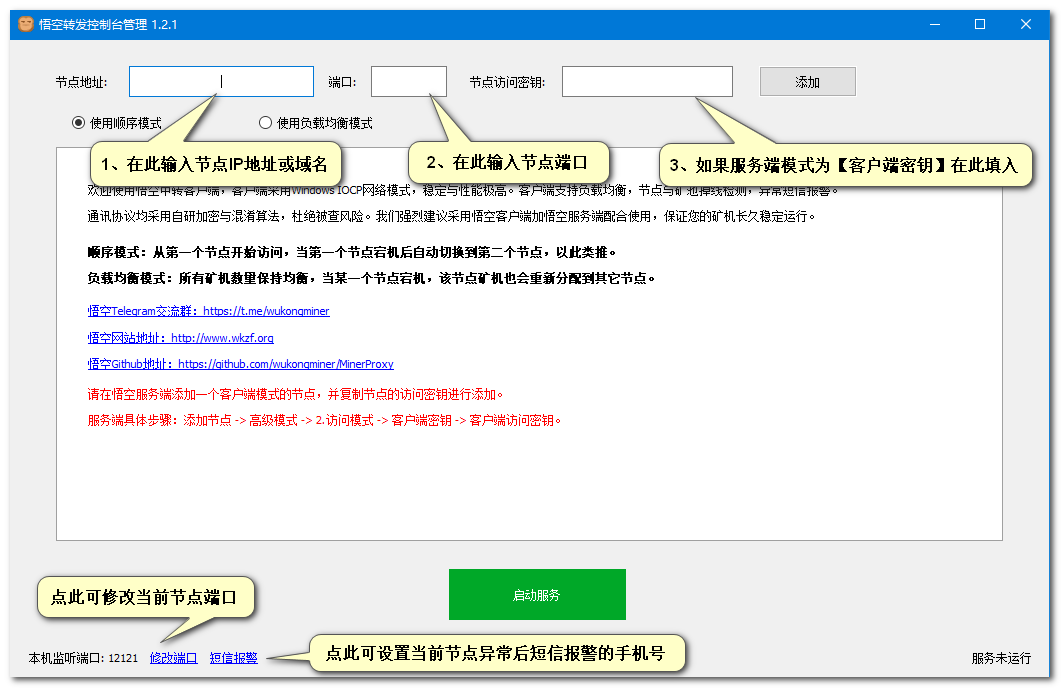 悟空转发控制台管理 1.2.1
节点地址: 端口: 节点访问密钥: 添加
使用顺序模式 使用负载均衡模式
1、在此输入节点IP地址或域名 2、在此输入节点端口 3、如果服务端模式为【客户端密钥】在此填入
欢迎使用悟空中转客户端，客户端采用Windows IOCP网络模式，稳定与性能极高。客户端支持负载均衡，节点与矿池掉线检测，异常短信报警。
通讯协议均采用自研加密与混淆算法，杜绝被查风险。我们强烈建议采用悟空客户端加悟空服务端配合使用，保证您的矿机长久稳定运行。
顺序模式：从第一个节点开始访问，当第一个节点宕机后自动切换到第二个节点，以此类推。
负载均衡模式：所有矿机数量保持均衡，当某一个节点宕机，该节点矿机也会重新分配到其它节点。
悟空Telegram交流群：https://t.me/wukongminer
悟空网站地址：http://www.wkzf.org
悟空Github地址：https://github.com/wukongminer/MinerProxy
请在悟空服务端添加一个客户端模式的节点，并复制节点的访问密钥进行添加。
服务端具体步骤：添加节点 -> 高级模式 -> 2.访问模式 -> 客户端密钥 -> 客户端访问密钥。
启动服务
点此可修改当前节点端口
本机监听端口: 12121 修改端口 短信报警 点此可设置当前节点异常后短信报警的手机号 服务未运行